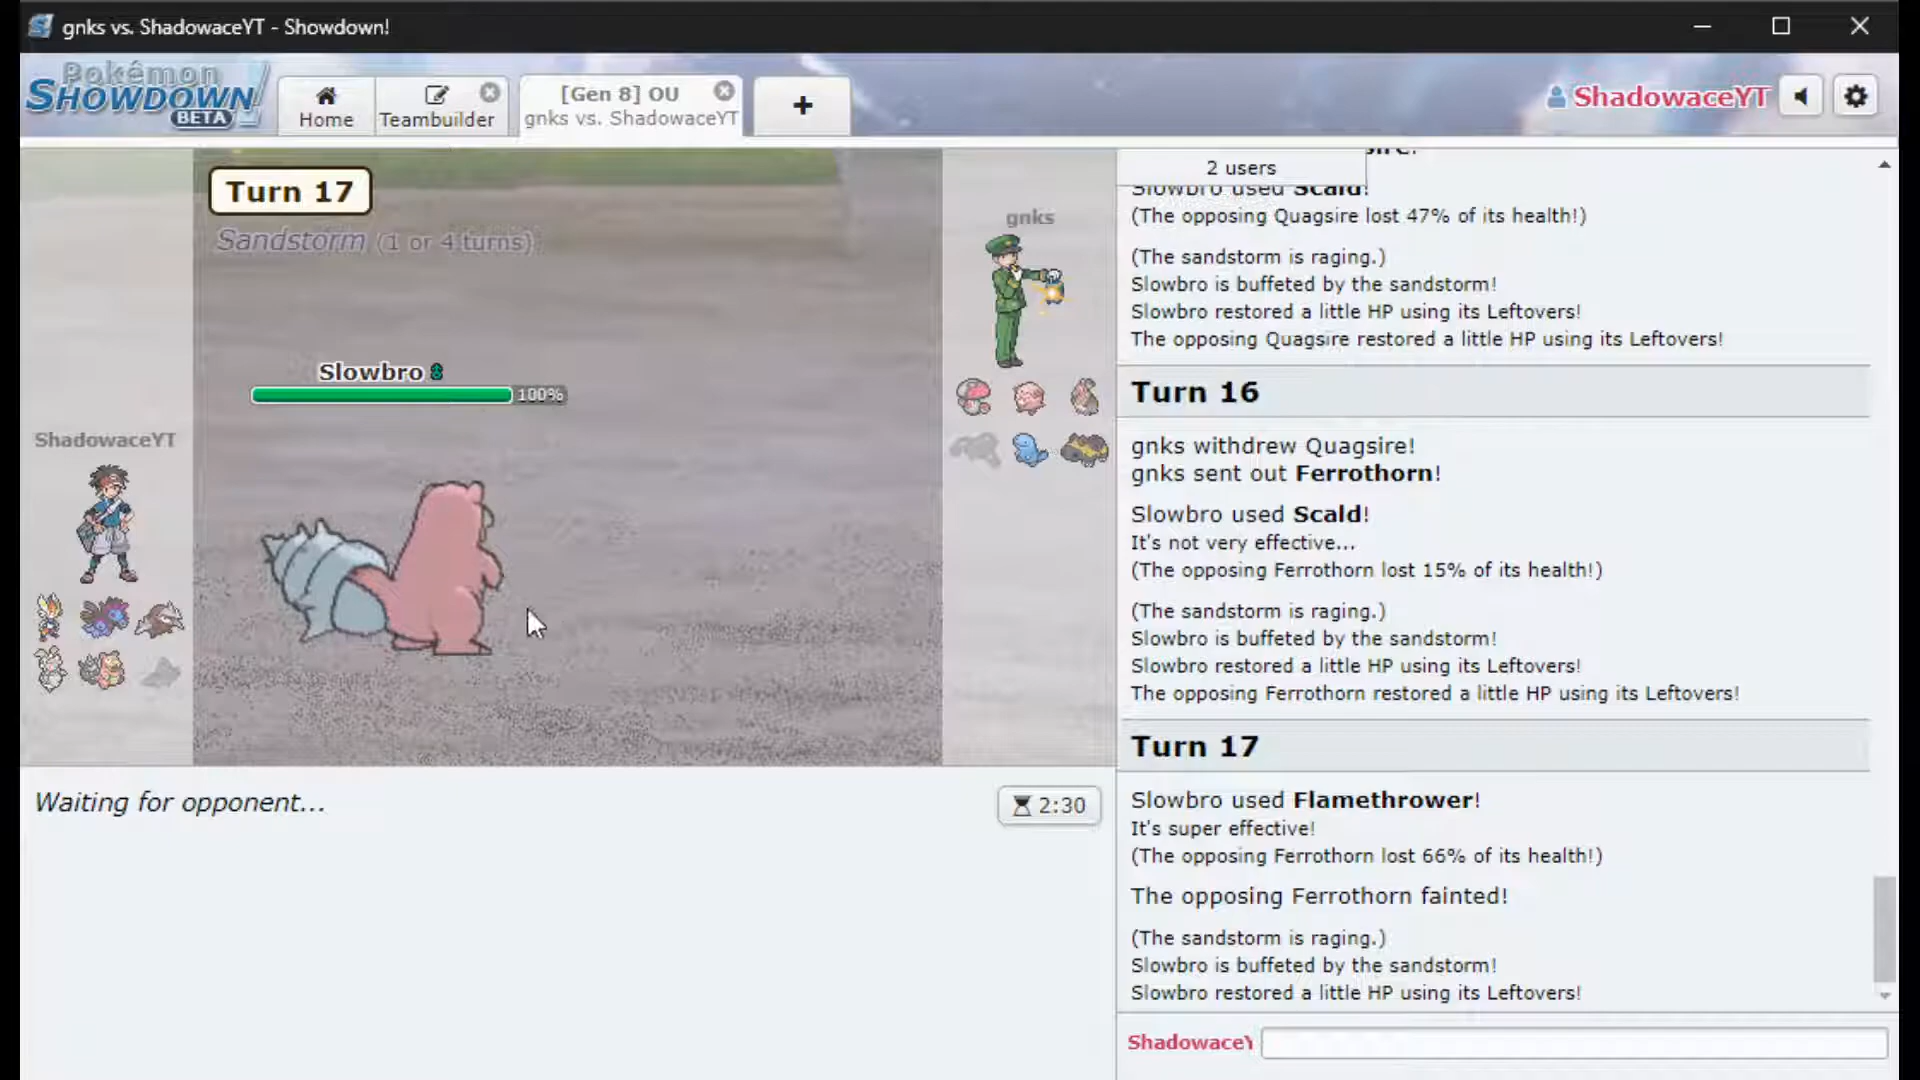 gnks vs. ShadowaceYT - Showdown!
Pokémon
SHOWDOWN
BETA
Home
Teambuilder
[Gen 8] OU
gnks vs. ShadowaceYT
+
ShadowaceYT
Turn 17
Sandstorm (1 or 4 turns)
gnks
Slowbro
100%
ShadowaceYT
Waiting for opponent...
2:30
2 users
Slowbro used Scald!
(The opposing Quagsire lost 47% of its health!)
(The sandstorm is raging.)
Slowbro is buffeted by the sandstorm!
Slowbro restored a little HP using its Leftovers!
The opposing Quagsire restored a little HP using its Leftovers!
Turn 16
gnks withdrew Quagsire!
gnks sent out Ferrothorn!
Slowbro used Scald!
It's not very effective...
(The opposing Ferrothorn lost 15% of its health!)
(The sandstorm is raging.)
Slowbro is buffeted by the sandstorm!
Slowbro restored a little HP using its Leftovers!
The opposing Ferrothorn restored a little HP using its Leftovers!
Turn 17
Slowbro used Flamethrower!
It's super effective!
(The opposing Ferrothorn lost 66% of its health!)
The opposing Ferrothorn fainted!
(The sandstorm is raging.)
Slowbro is buffeted by the sandstorm!
Slowbro restored a little HP using its Leftovers!
ShadowaceY